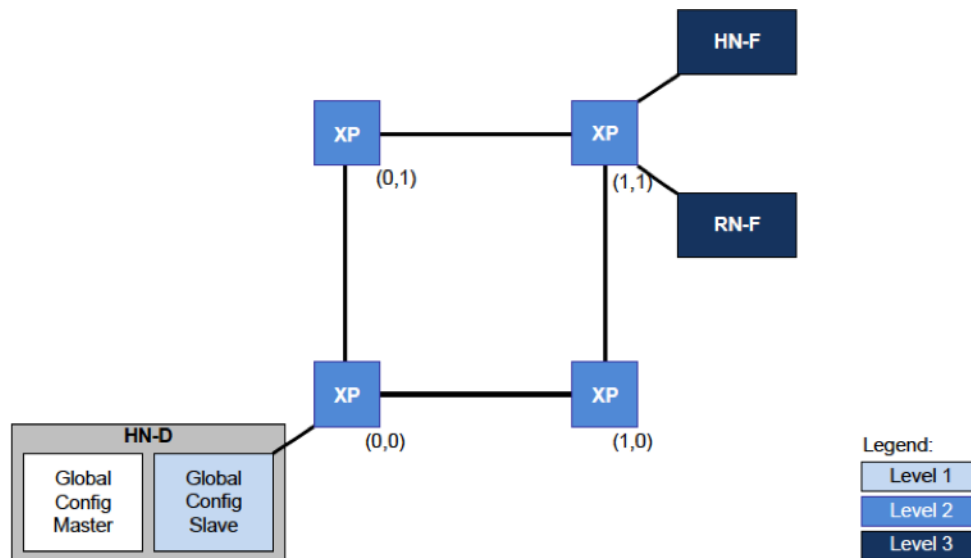 HN-F
XP
XP
(0,1)
(1,1)
RN-F
XP
XP
(0,0)
(1,0)
HN-D
Global
Config
Master
Global
Config
Slave
Legend:
Level 1
Level 2
Level 3